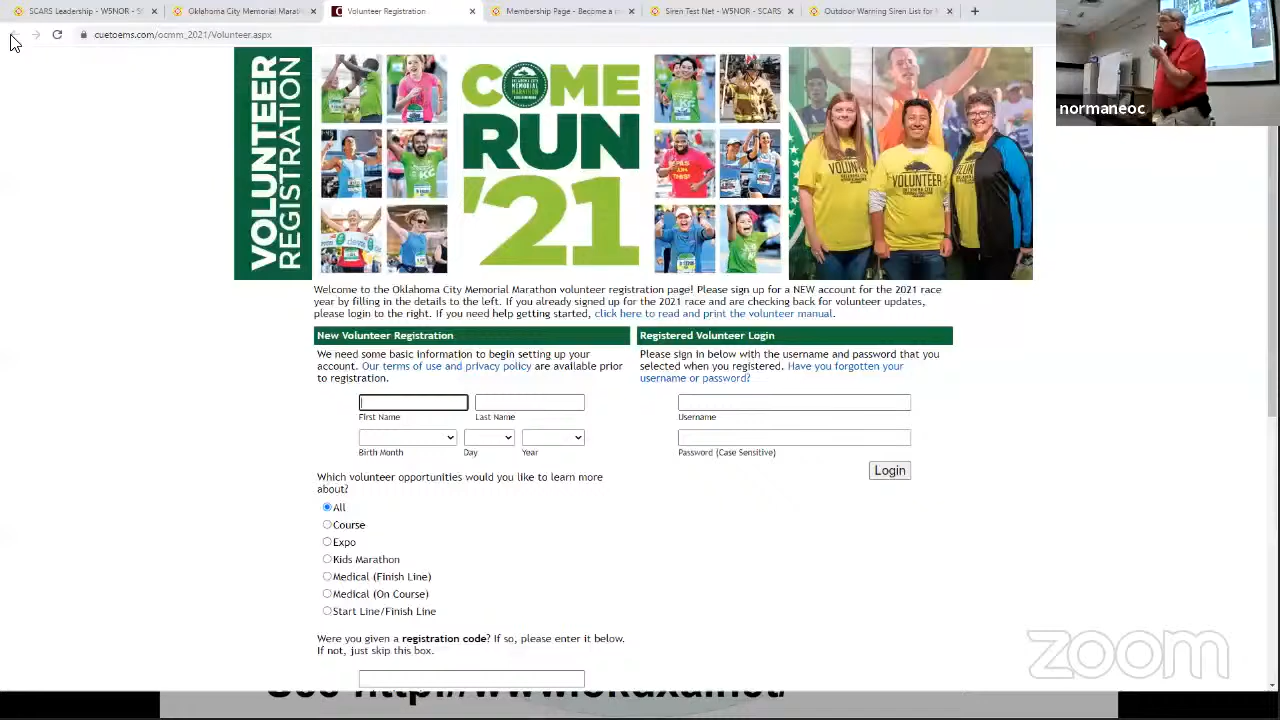 SCARS Leadership - W5NOR - S
Oklahoma City Memorial Marat
Volunteer Registration
Membership Page - Become a m
Siren Test Net - W5NOR - SCARS
Outdoor Warning Siren List for N
cuetoems.com/ocmm_2021/Volunteer.aspx
normaneoc
VOLUNTEER
REGISTRATION
COME
RUN
'21
VOLUNTEER
Welcome to the Oklahoma City Memorial Marathon volunteer registration page! Please sign up for a NEW account for the 2021 race
year by filling in the details to the left. If you already signed up for the 2021 race and are checking back for volunteer updates,
please login to the right. If you need help getting started, click here to read and print the volunteer manual.
New Volunteer Registration
We need some basic information to begin setting up your
account. Our terms of use and privacy policy are available prior
to registration.
First Name
Last Name
Birth Month
Day
Year
Which volunteer opportunities would you like to learn more
about?
All
Course
Expo
Kids Marathon
Medical (Finish Line)
Medical (On Course)
Start Line/Finish Line
Were you given a registration code? If so, please enter it below.
If not, just skip this box.
Registered Volunteer Login
Please sign in below with the username and password that you
selected when you registered. Have you forgotten your
username or password?
Username
Password (Case Sensitive)
Login
zoom